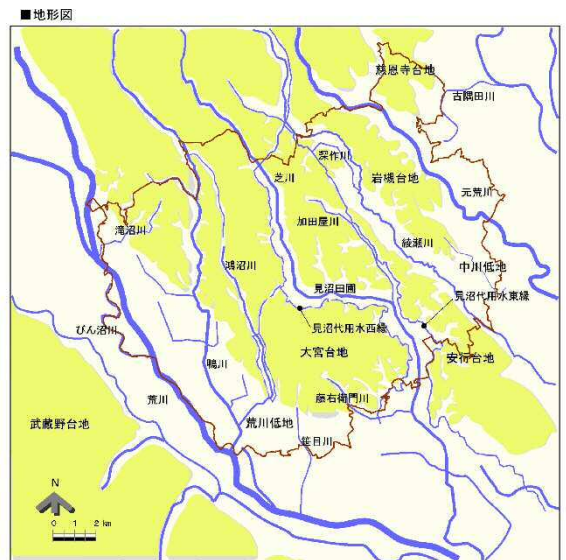 ■地形図
慈恩寺台地
古隅田川
深作川
芝川
岩槻台地
元荒川
加田屋川
滝沼川
綾瀬川
鴻沼川
中川低地
見沼田圃
見沼代用水東縁
びん沼川
見沼代用水西縁
大宮台地
安行台地
鴨川
荒川
藤右衛門川
武蔵野台地
荒川低地
笹目川
N
0 1 2 km